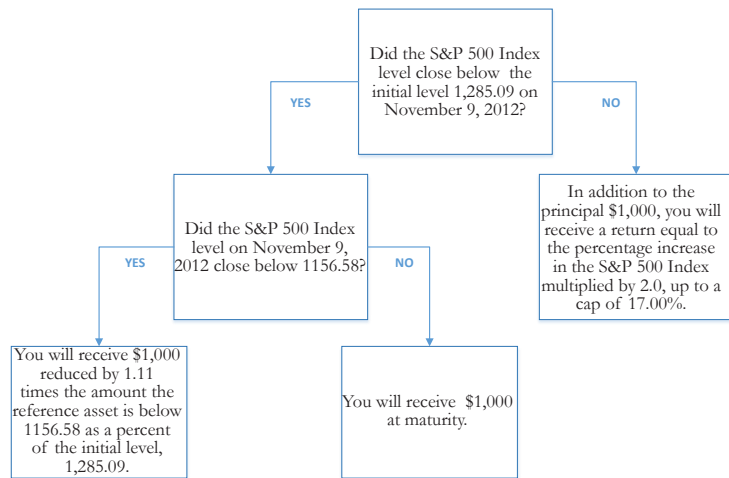 Did the S&P 500 Index
level close below the
initial level 1,285.09 on
November 9, 2012?
YES
NO
Did the S&P 500 Index
level on November 9,
2012 close below 1156.58?
In addition to the
principal $1,000, you will
receive a return equal to
the percentage increase
in the S&P 500 Index
multiplied by 2.0, up to a
cap of 17.00%.
YES
NO
You will receive $1,000
reduced by 1.11
times the amount the
reference asset is below
1156.58 as a percent
of the initial level,
1,285.09.
You will receive $1,000
at maturity.